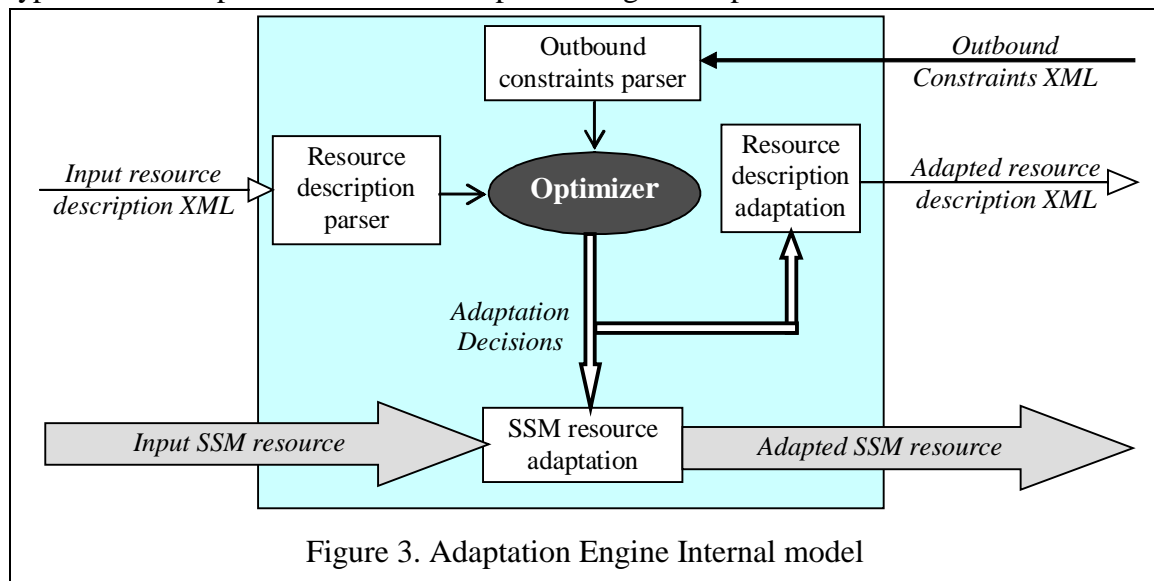 Outbound
constraints parser
Outbound
Constraints XML
Input resource
description XML
Resource
description
parser
Optimizer
Resource
description
adaptation
Adapted resource
description XML
Adaptation
Decisions
Input SSM resource
SSM resource
adaptation
Adapted SSM resource
Figure 3. Adaptation Engine Internal model